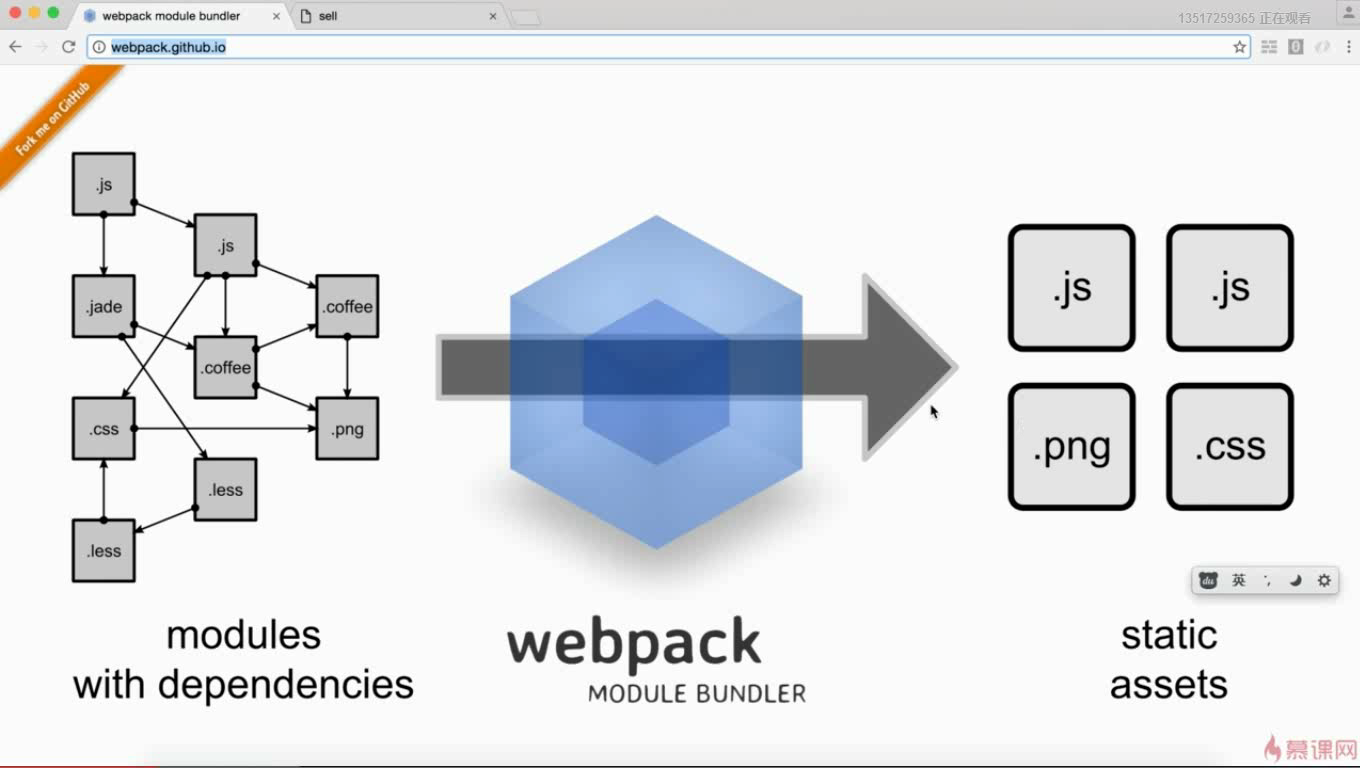 webpack module bundler
sell
13517259365 正在观看
webpack.github.io
Fork me on GitHub
.js
.js
.jade
.coffee
.coffee
.css
.png
.less
.less
modules
with dependencies
webpack
MODULE BUNDLER
.js
.js
.png
.css
static
assets
du 英
慕课网